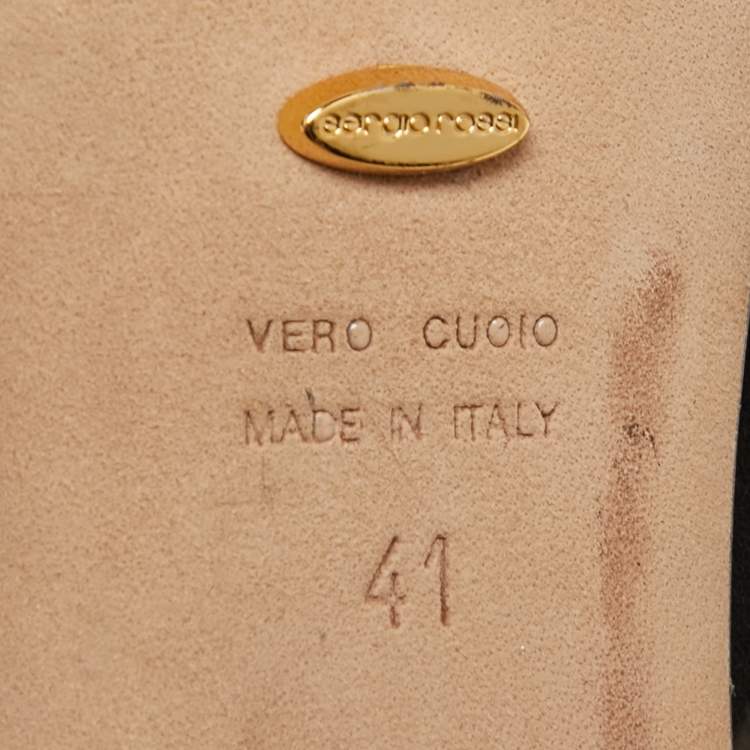 sergio rossi
VERO CUOIO
MADE IN ITALY
41